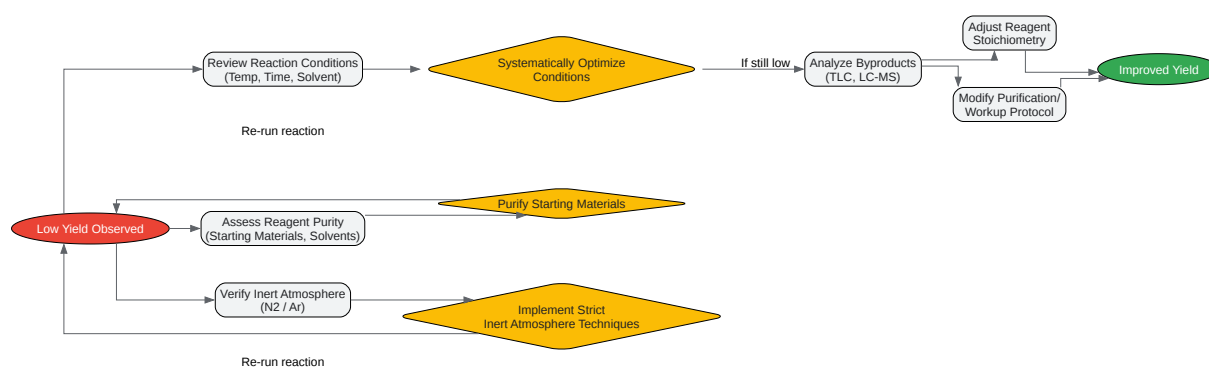 Adjust Reagent
Stoichiometry
Review Reaction Conditions
(Temp, Time, Solvent)
Systematically Optimize
Conditions
If still low
Analyze Byproducts
(TLC, LC-MS)
Improved Yield
Modify Purification/
Workup Protocol
Re-run reaction
Purify Starting Materials
Low Yield Observed
Assess Reagent Purity
(Starting Materials, Solvents)
Verify Inert Atmosphere
(N2 / Ar)
Implement Strict
Inert Atmosphere Techniques
Re-run reaction